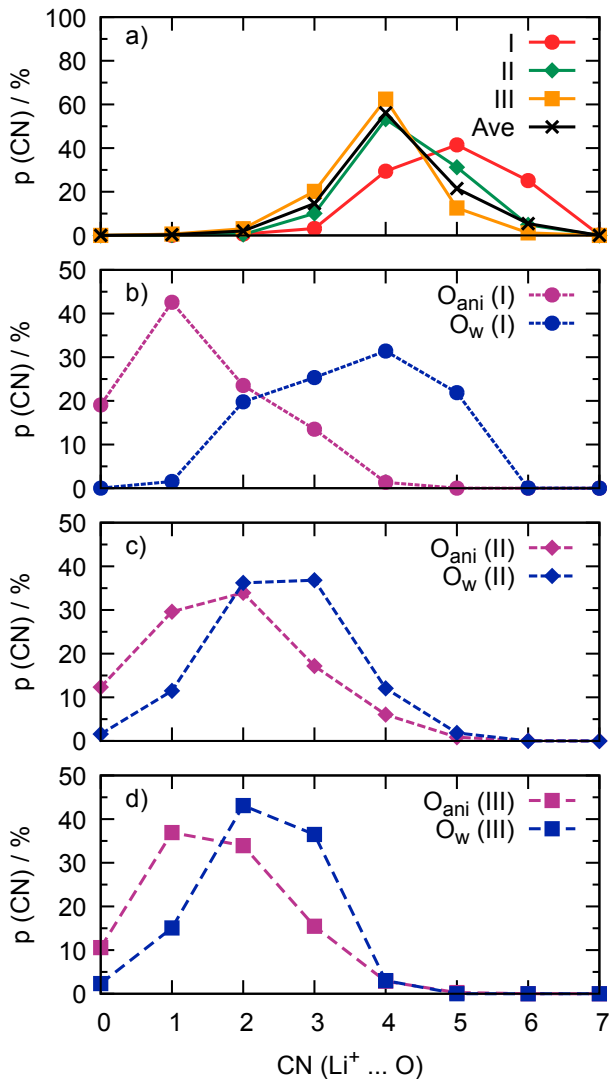 a)
I
II
III
Ave
p (CN) / %
100
80
60
40
20
0
b)
O_ani (I)
O_w (I)
p (CN) / %
50
40
30
20
10
0
c)
O_ani (II)
O_w (II)
p (CN) / %
50
40
30
20
10
0
d)
O_ani (III)
O_w (III)
p (CN) / %
50
40
30
20
10
0
0 1 2 3 4 5 6 7
CN (Li⁺ ... O)